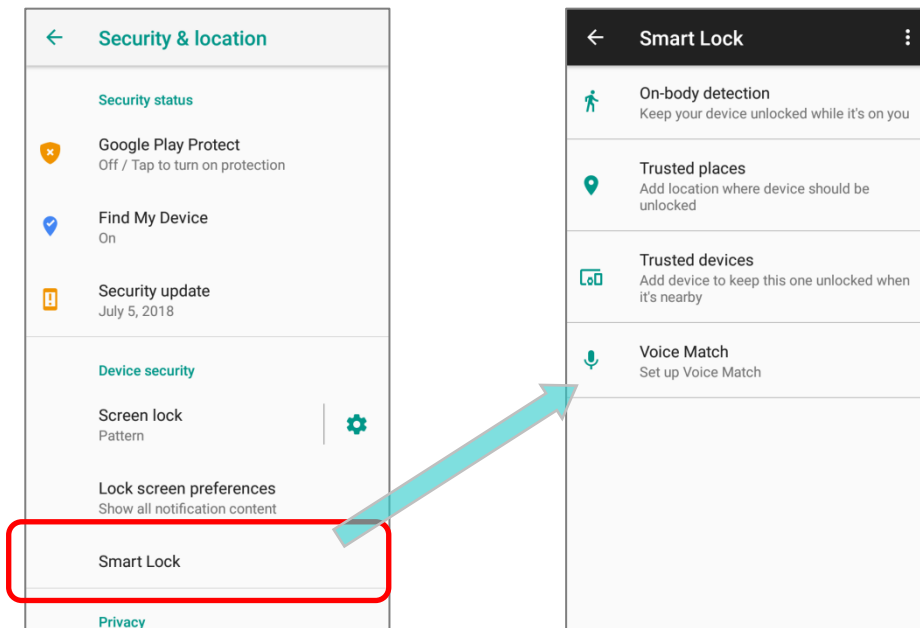 Security & location
Security status
Google Play Protect
Off / Tap to turn on protection
Find My Device
On
Security update
July 5, 2018
Device security
Screen lock
Pattern
Lock screen preferences
Show all notification content
Smart Lock
Privacy
Smart Lock
On-body detection
Keep your device unlocked while it's on you
Trusted places
Add location where device should be
unlocked
Trusted devices
Add device to keep this one unlocked when
it's nearby
Voice Match
Set up Voice Match